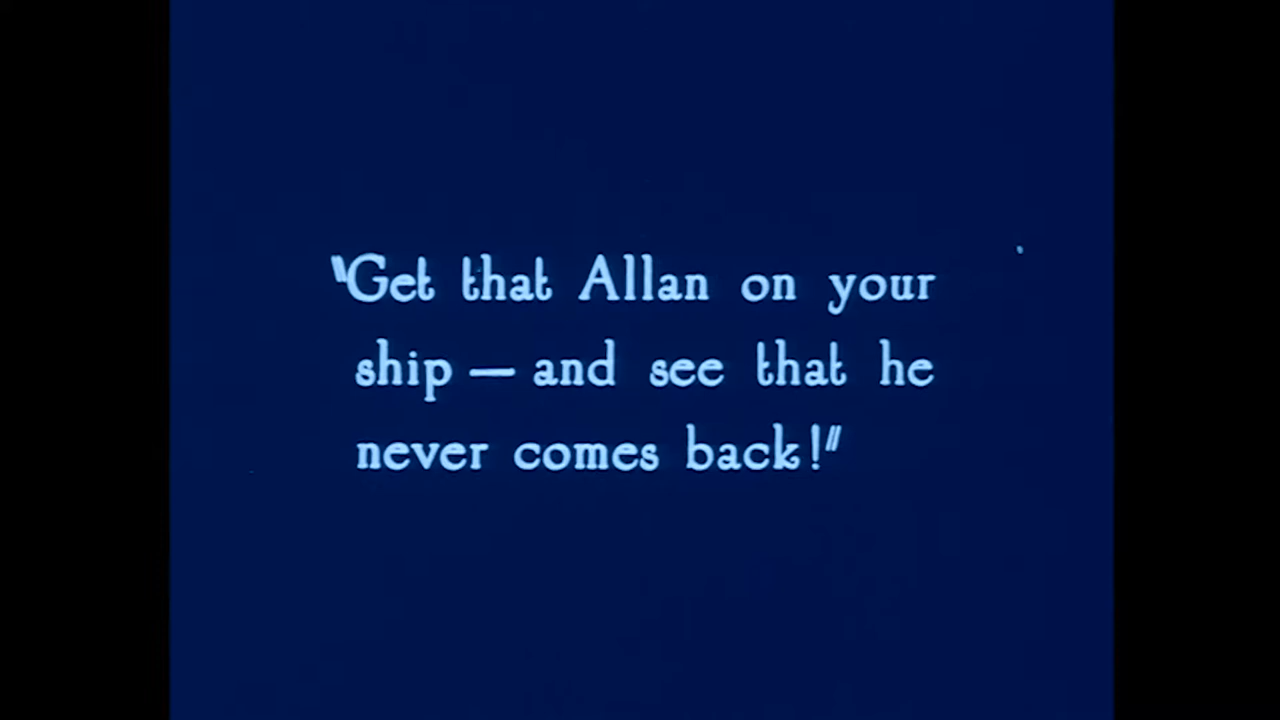 "Get that Allan on your
ship — and see that he
never comes back!"